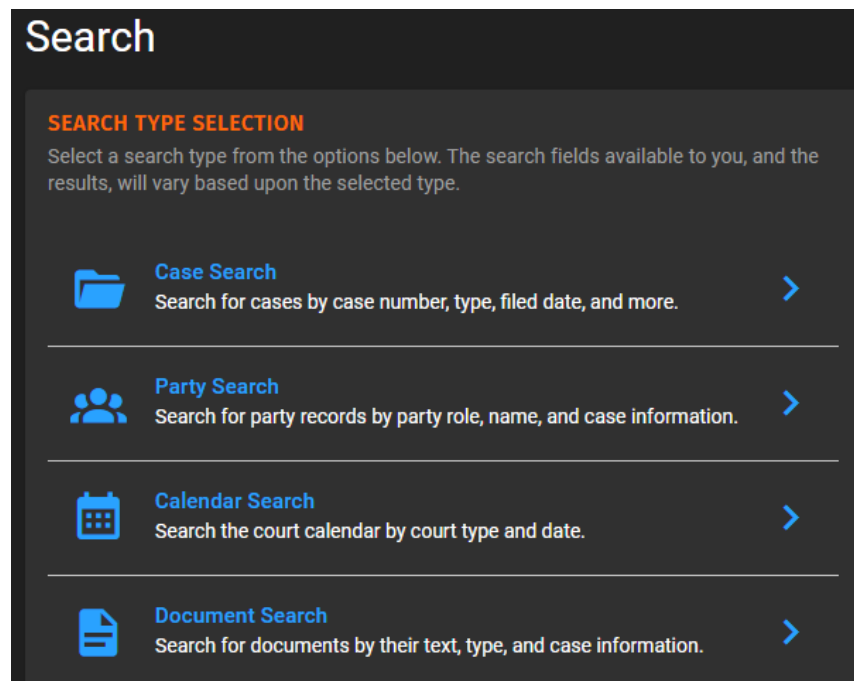 Search
SEARCH TYPE SELECTION
Select a search type from the options below. The search fields available to you, and the
results, will vary based upon the selected type.
Case Search
Search for cases by case number, type, filed date, and more.
Party Search
Search for party records by party role, name, and case information.
Calendar Search
Search the court calendar by court type and date.
Document Search
Search for documents by their text, type, and case information.